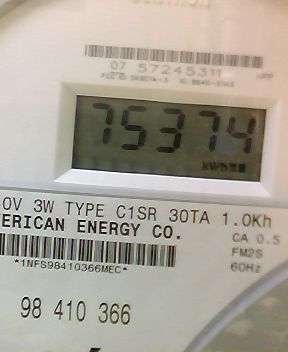 07 57245311
75374
kWh
0V 3W TYPE C1SR 30TA 1.0Kh
ERICAN ENERGY CO.
CA 0.5
FM2S
60Hz
*1NFS98410366MEC*
98 410 366